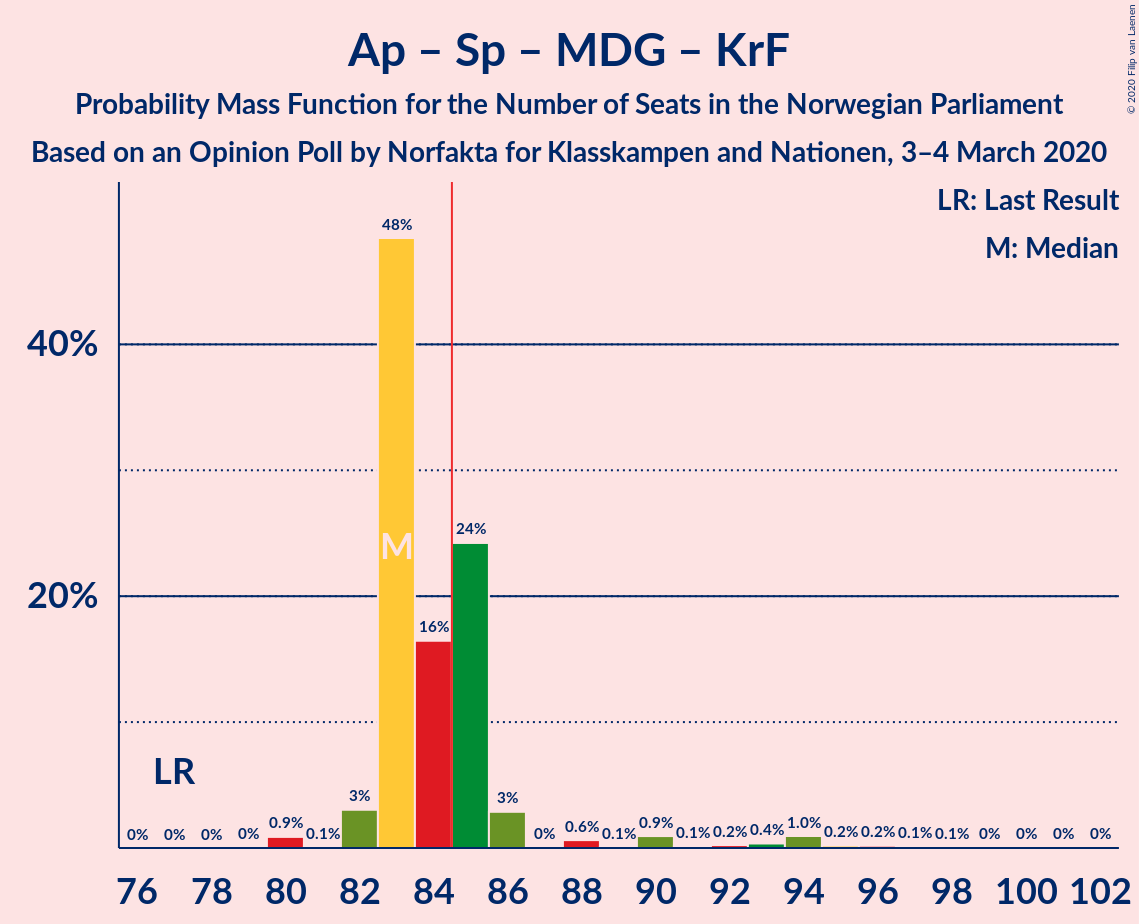 Ap – Sp – MDG – KrF
Probability Mass Function for the Number of Seats in the Norwegian Parliament
Based on an Opinion Poll by Norfakta for Klasskampen and Nationen, 3–4 March 2020
© 2020 Filip van Laenen
LR: Last Result
M: Median
40%
20%
48%
M
16%
24%
LR
0% 0% 0% 0% 0.9% 0.1% 3% 3% 0% 0.6% 0.1% 0.9% 0.1% 0.2% 0.4% 1.0% 0.2% 0.2% 0.1% 0.1% 0% 0% 0% 0%
76 78 80 82 84 86 88 90 92 94 96 98 100 102